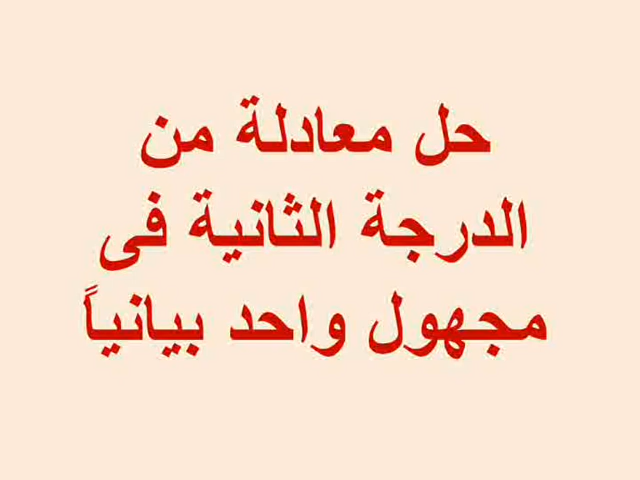 حل معادلة من
الدرجة الثانية فى
مجهول واحد بيانياً